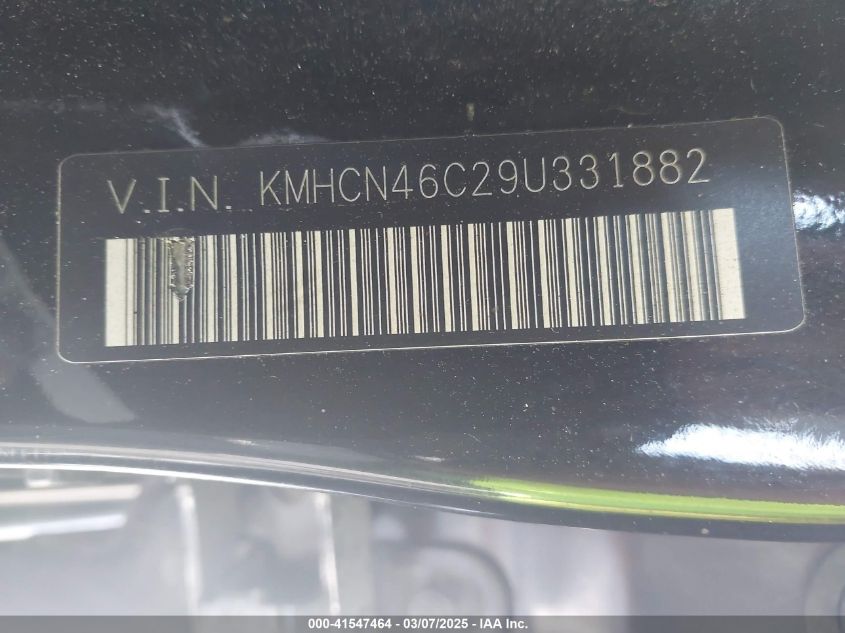 V.I.N. KMHCN46C29U331882
000-41547464 - 03/07/2025 - IAA Inc.